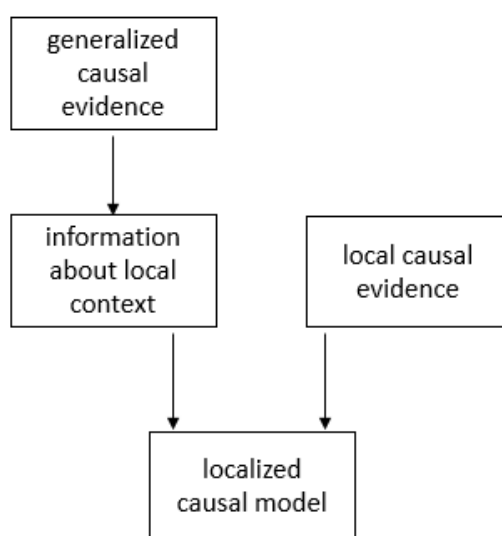 generalized
causal
evidence
information
about local
context
local causal
evidence
localized
causal model